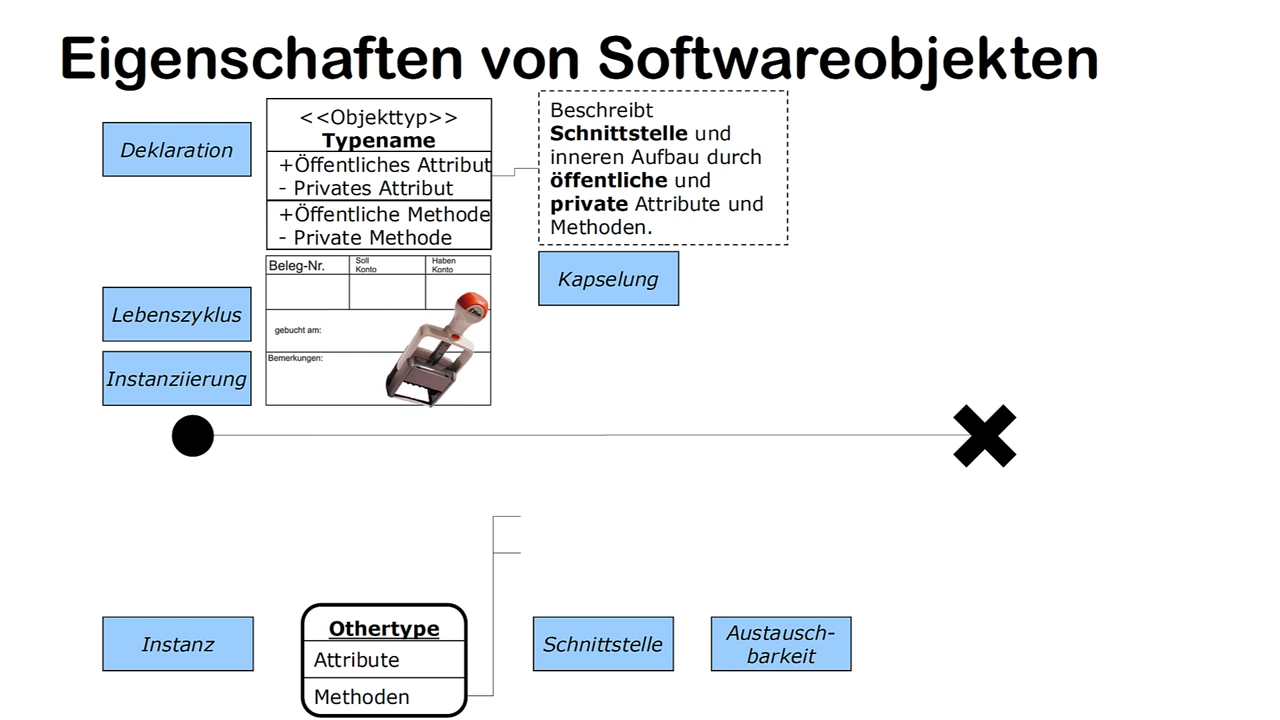 Eigenschaften von Softwareobjekten
Deklaration
<<Objekttyp>>
Typename
+Öffentliches Attribut
- Privates Attribut
+Öffentliche Methode
- Private Methode
Beschreibt
Schnittstelle und
inneren Aufbau durch
öffentliche und
private Attribute und
Methoden.
Kapselung
Lebenszyklus
Instanziierung
Beleg-Nr.
Soll
Konto
Haben
Konto
gebucht am:
Bemerkungen:
Instanz
Othertype
Attribute
Methoden
Schnittstelle
Austausch-
barkeit